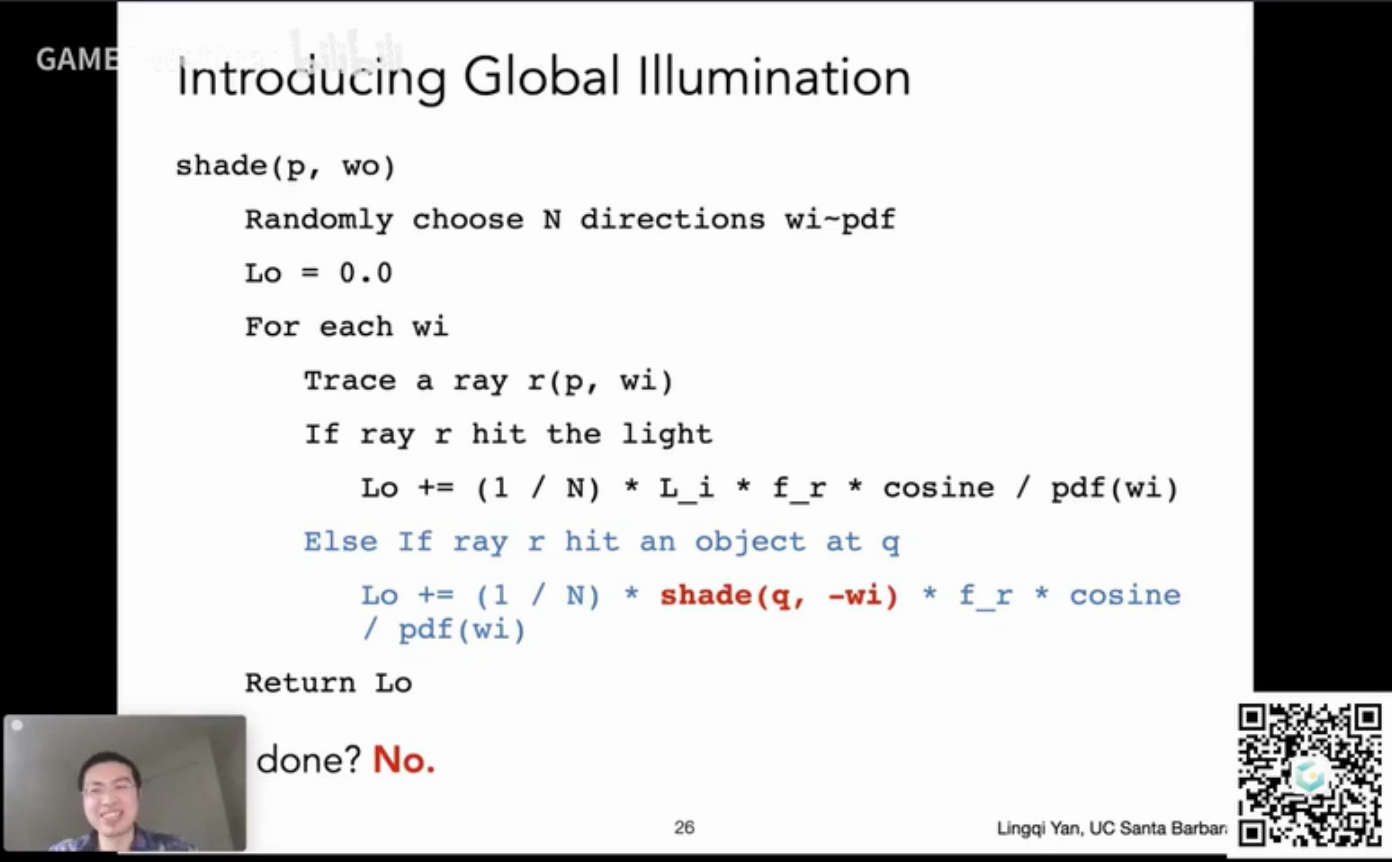 GAME
Introducing Global Illumination
shade(p, wo)
Randomly choose N directions wi~pdf
Lo = 0.0
For each wi
Trace a ray r(p, wi)
If ray r hit the light
Lo += (1 / N) * L_i * f_r * cosine / pdf(wi)
Else If ray r hit an object at q
Lo += (1 / N) * shade(q, -wi) * f_r * cosine
/ pdf(wi)
Return Lo
done? No.
26
Lingqi Yan, UC Santa Barbar